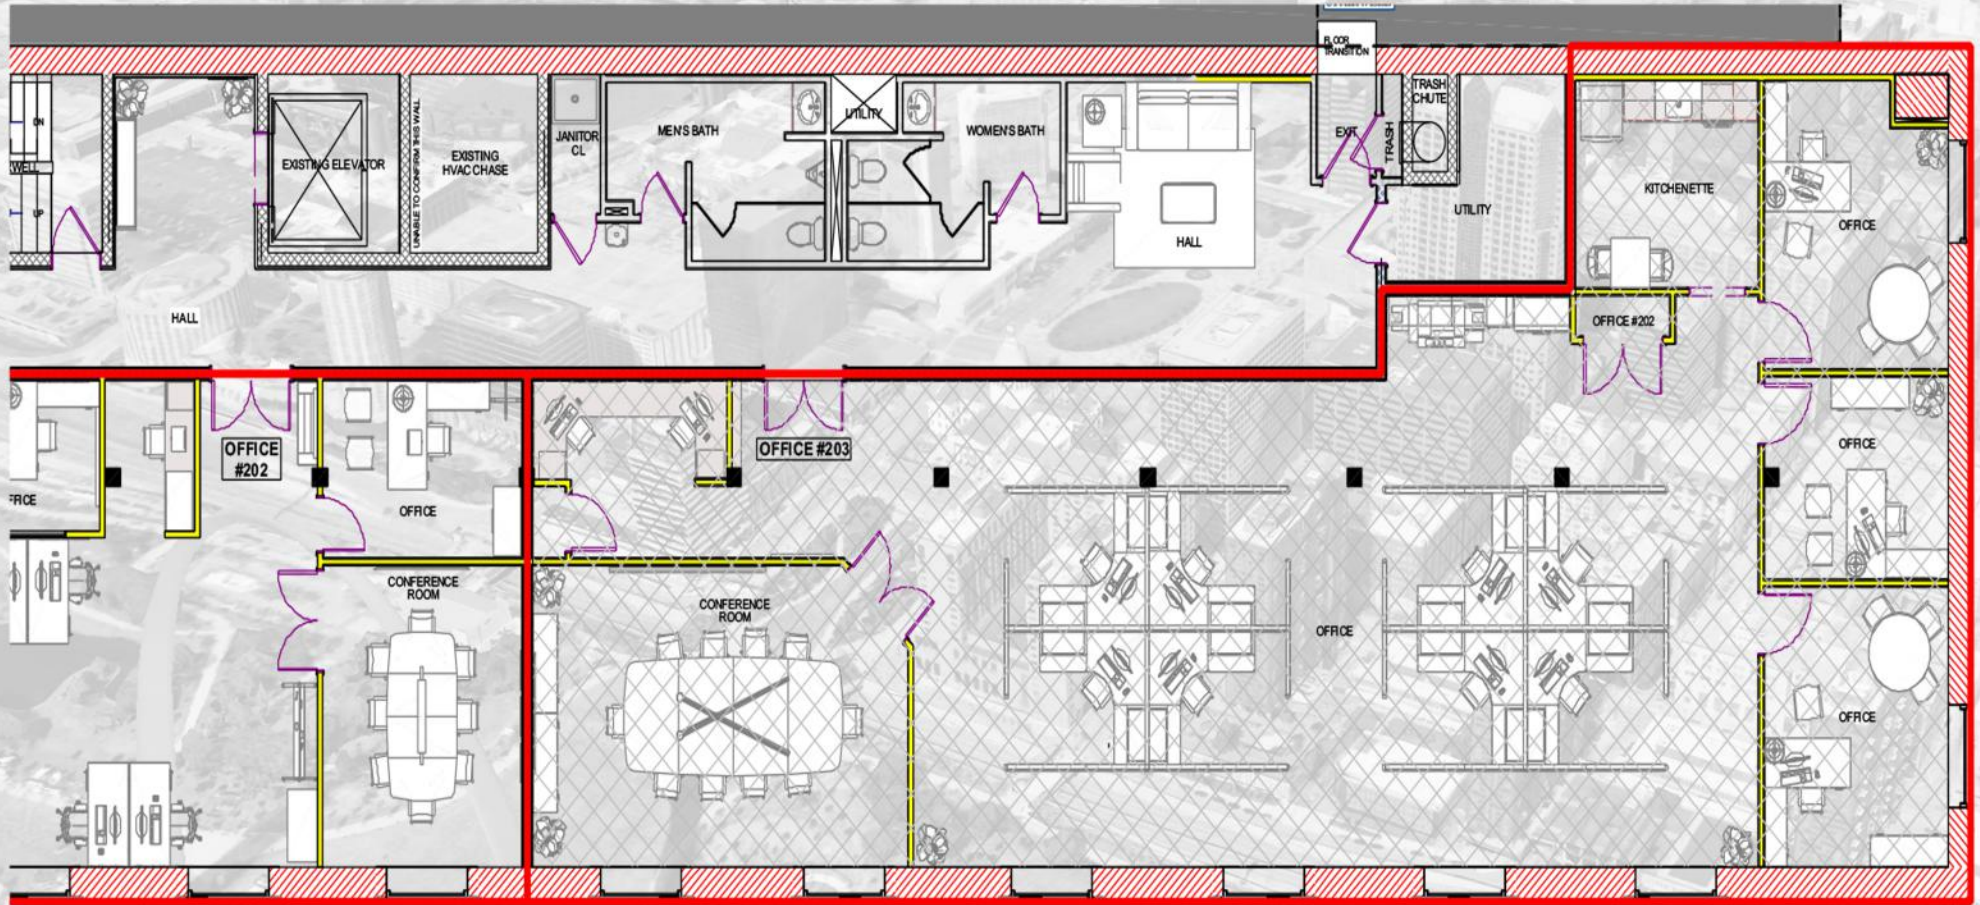 FLOOR
TRANSITION
DN
WELL
UP
EXISTING ELEVATOR
UNABLE TO CONFIRM THIS WALL
EXISTING
HVAC CHASE
JANITOR
CL
MEN'S BATH
UTILITY
WOMEN'S BATH
HALL
EXIT
TRASH
TRASH
CHUTE
UTILITY
KITCHENETTE
OFFICE
HALL
OFFICE #202
OFFICE
#202
OFFICE #203
OFFICE
FFICE
OFFICE
CONFERENCE
ROOM
CONFERENCE
ROOM
OFFICE
OFFICE